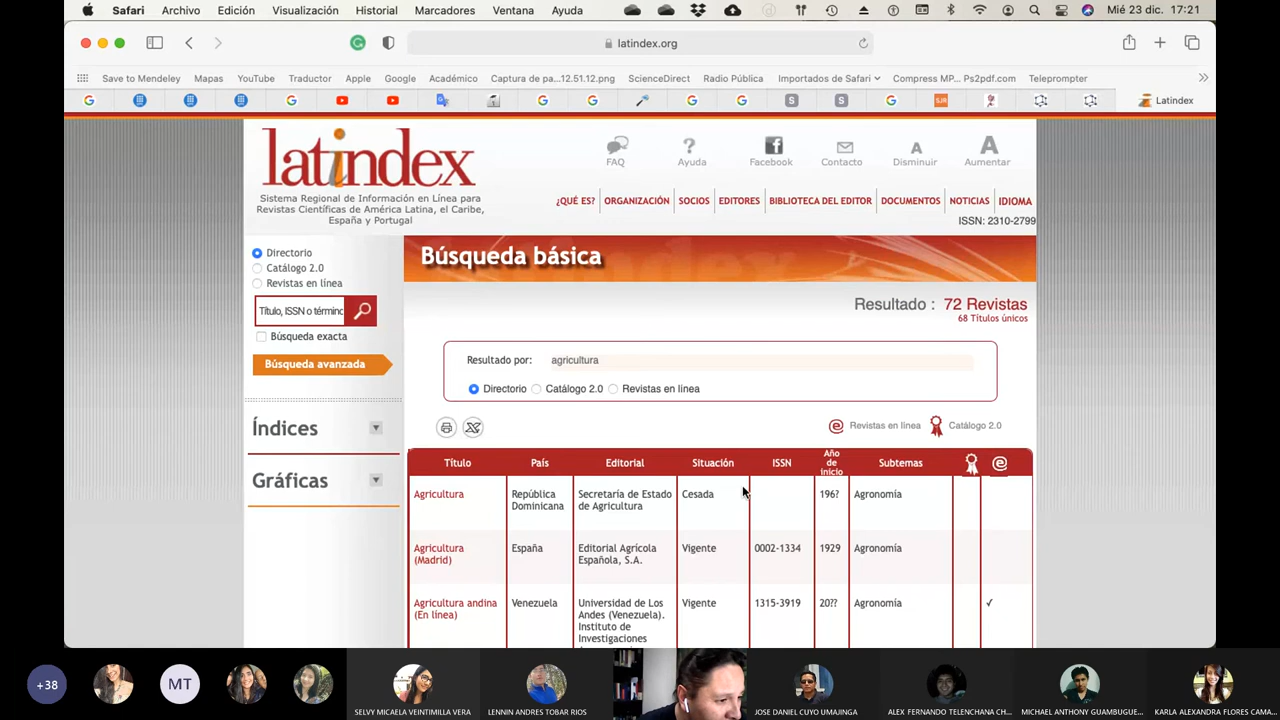 Safari Archivo Edición Visualización Historial Marcadores Ventana Ayuda Mié 23 dic. 17:21
latindex.org
Save to Mendeley Mapas YouTube Traductor Apple Google Académico Captura de pa...12.51.12.png ScienceDirect Radio Pública Importados de Safari Compress MP... Ps2pdf.com Teleprompter
Latindex
latindex
Sistema Regional de Información en Línea para
Revistas Científicas de América Latina, el Caribe,
España y Portugal
FAQ Ayuda Facebook Contacto Disminuir Aumentar
¿QUÉ ES? ORGANIZACIÓN SOCIOS EDITORES BIBLIOTECA DEL EDITOR DOCUMENTOS NOTICIAS IDIOMA
ISSN: 2310-2799
Directorio
Catálogo 2.0
Revistas en línea
Título, ISSN o término
Búsqueda exacta
Búsqueda avanzada
Índices
Gráficas
Búsqueda básica
Resultado : 72 Revistas
68 Títulos únicos
Resultado por: agricultura
Directorio Catálogo 2.0 Revistas en línea
Revistas en línea Catálogo 2.0
Título País Editorial Situación ISSN Año de inicio Subtemas
Agricultura República Dominicana Secretaría de Estado de Agricultura Cesada 196? Agronomía
Agricultura (Madrid) España Editorial Agrícola Española, S.A. Vigente 0002-1334 1929 Agronomía
Agricultura andina (En línea) Venezuela Universidad de Los Andes (Venezuela). Instituto de Investigaciones Vigente 1315-3919 20?? Agronomía ✓
+38 MT SELVY MICAELA VEINTIMILLA VERA LENNIN ANDRES TOBAR RIOS JOSE DANIEL CUYO UMAJINGA ALEX FERNANDO TELENCHANA CH... MICHAEL ANTHONY GUAMBUGUE... KARLA ALEXANDRA FLORES CAMA...